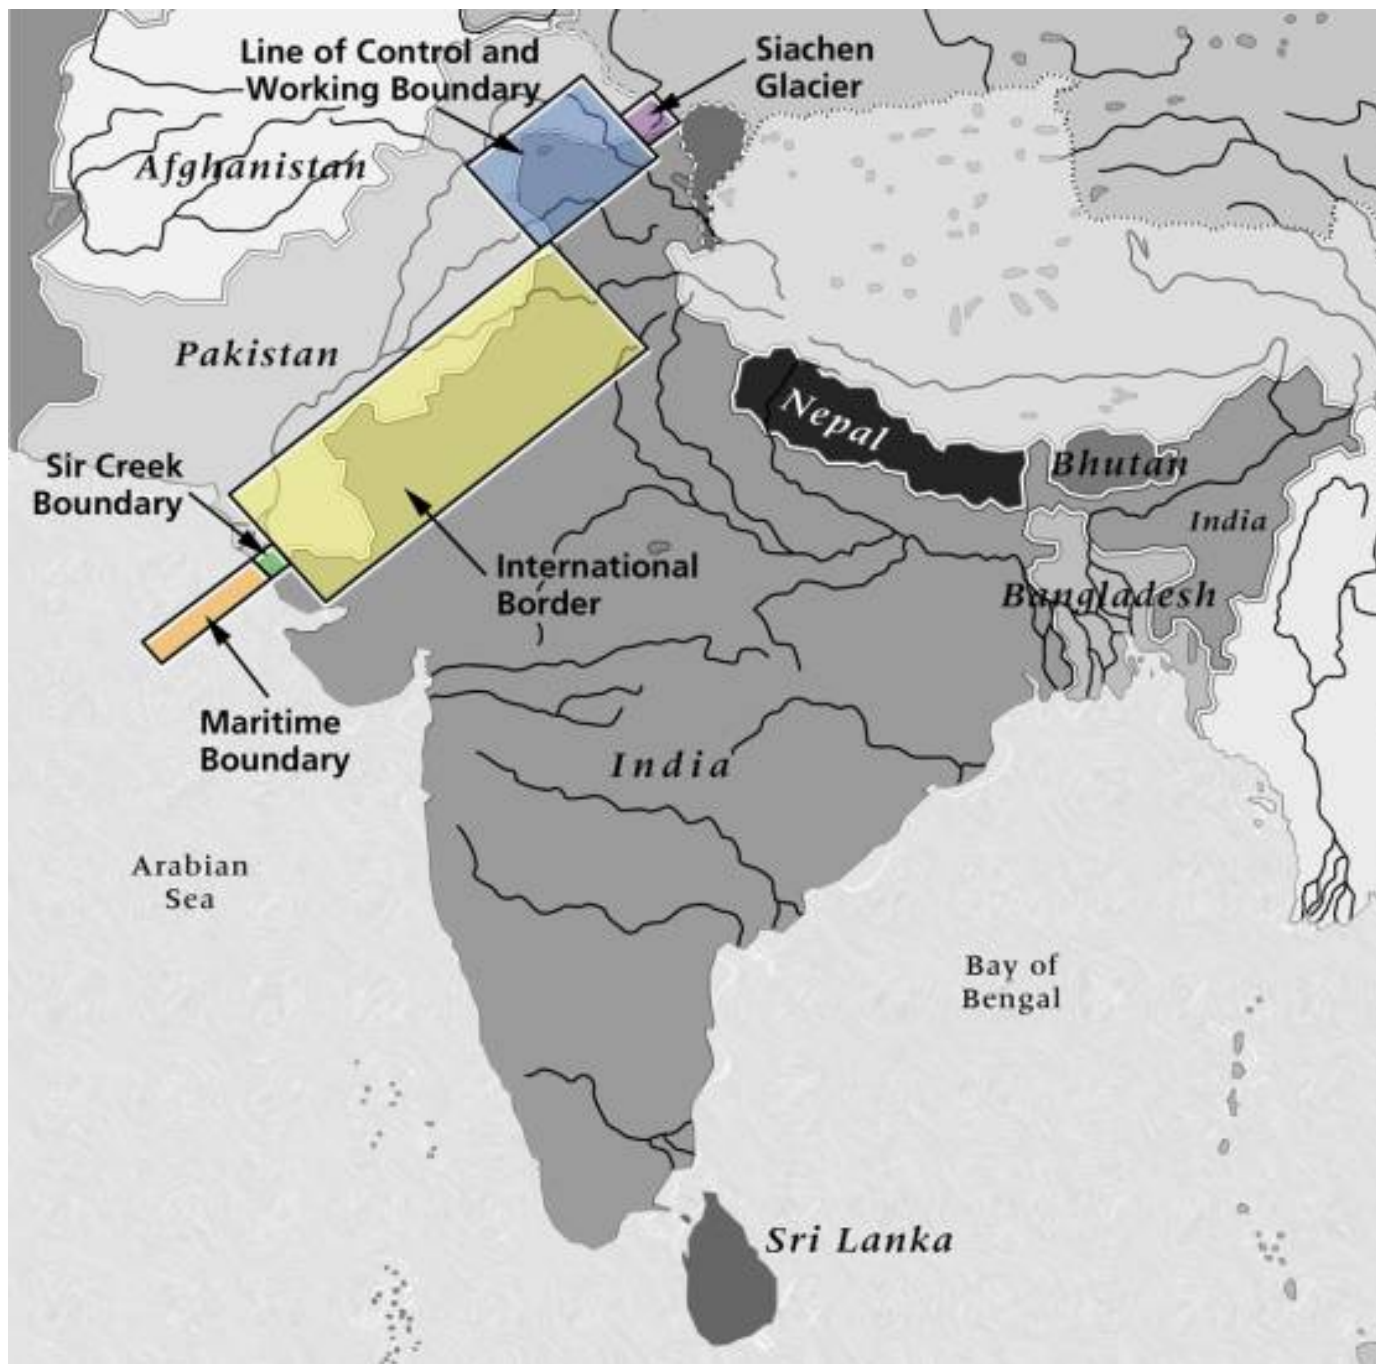 Line of Control and
Working Boundary
Siachen
Glacier
Afghanistan
Pakistan
Nepal
Bhutan
India
Sir Creek
Boundary
International
Border
Bangladesh
Maritime
Boundary
India
Arabian
Sea
Bay of
Bengal
Sri Lanka